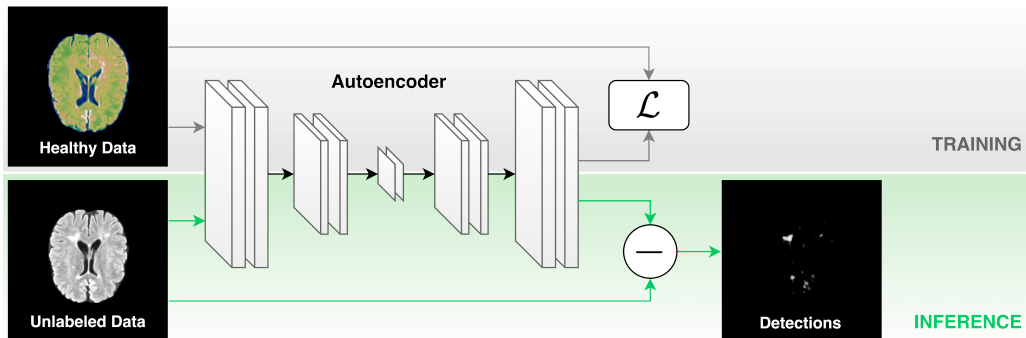 Autoencoder
ℒ
Healthy Data
TRAINING
Unlabeled Data
—
Detections
INFERENCE